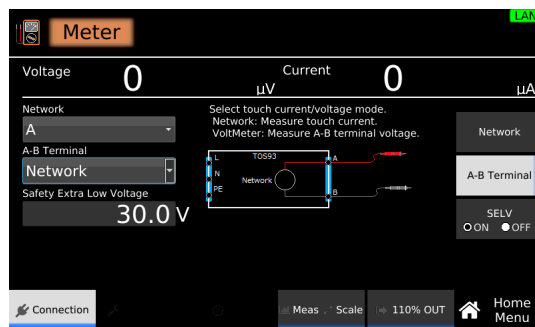 LAN
Meter
Voltage 0 µV Current 0 µA
Network
A
A-B Terminal
Network
Safety Extra Low Voltage
30.0 V
Select touch current/voltage mode.
Network: Measure touch current.
VoltMeter: Measure A-B terminal voltage.
TOS93
L
N
PE
Network
A
B
Network
A-B Terminal
SELV
ON OFF
Connection
Meas Scale
110% OUT
Home
Menu